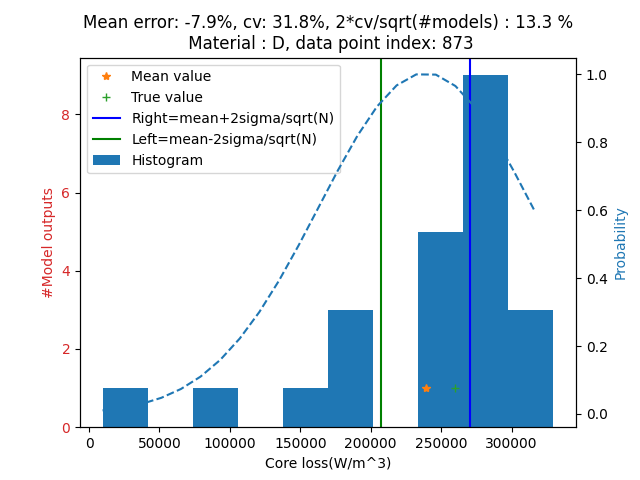 Mean error: -7.9%, cv: 31.8%, 2*cv/sqrt(#models) : 13.3 %
Material : D, data point index: 873
Mean value
True value
Right=mean+2sigma/sqrt(N)
Left=mean-2sigma/sqrt(N)
Histogram
#Model outputs
8
6
4
2
0
1.0
0.8
0.6
0.4
0.2
0.0
Probability
0 50000 100000 150000 200000 250000 300000
Core loss(W/m^3)